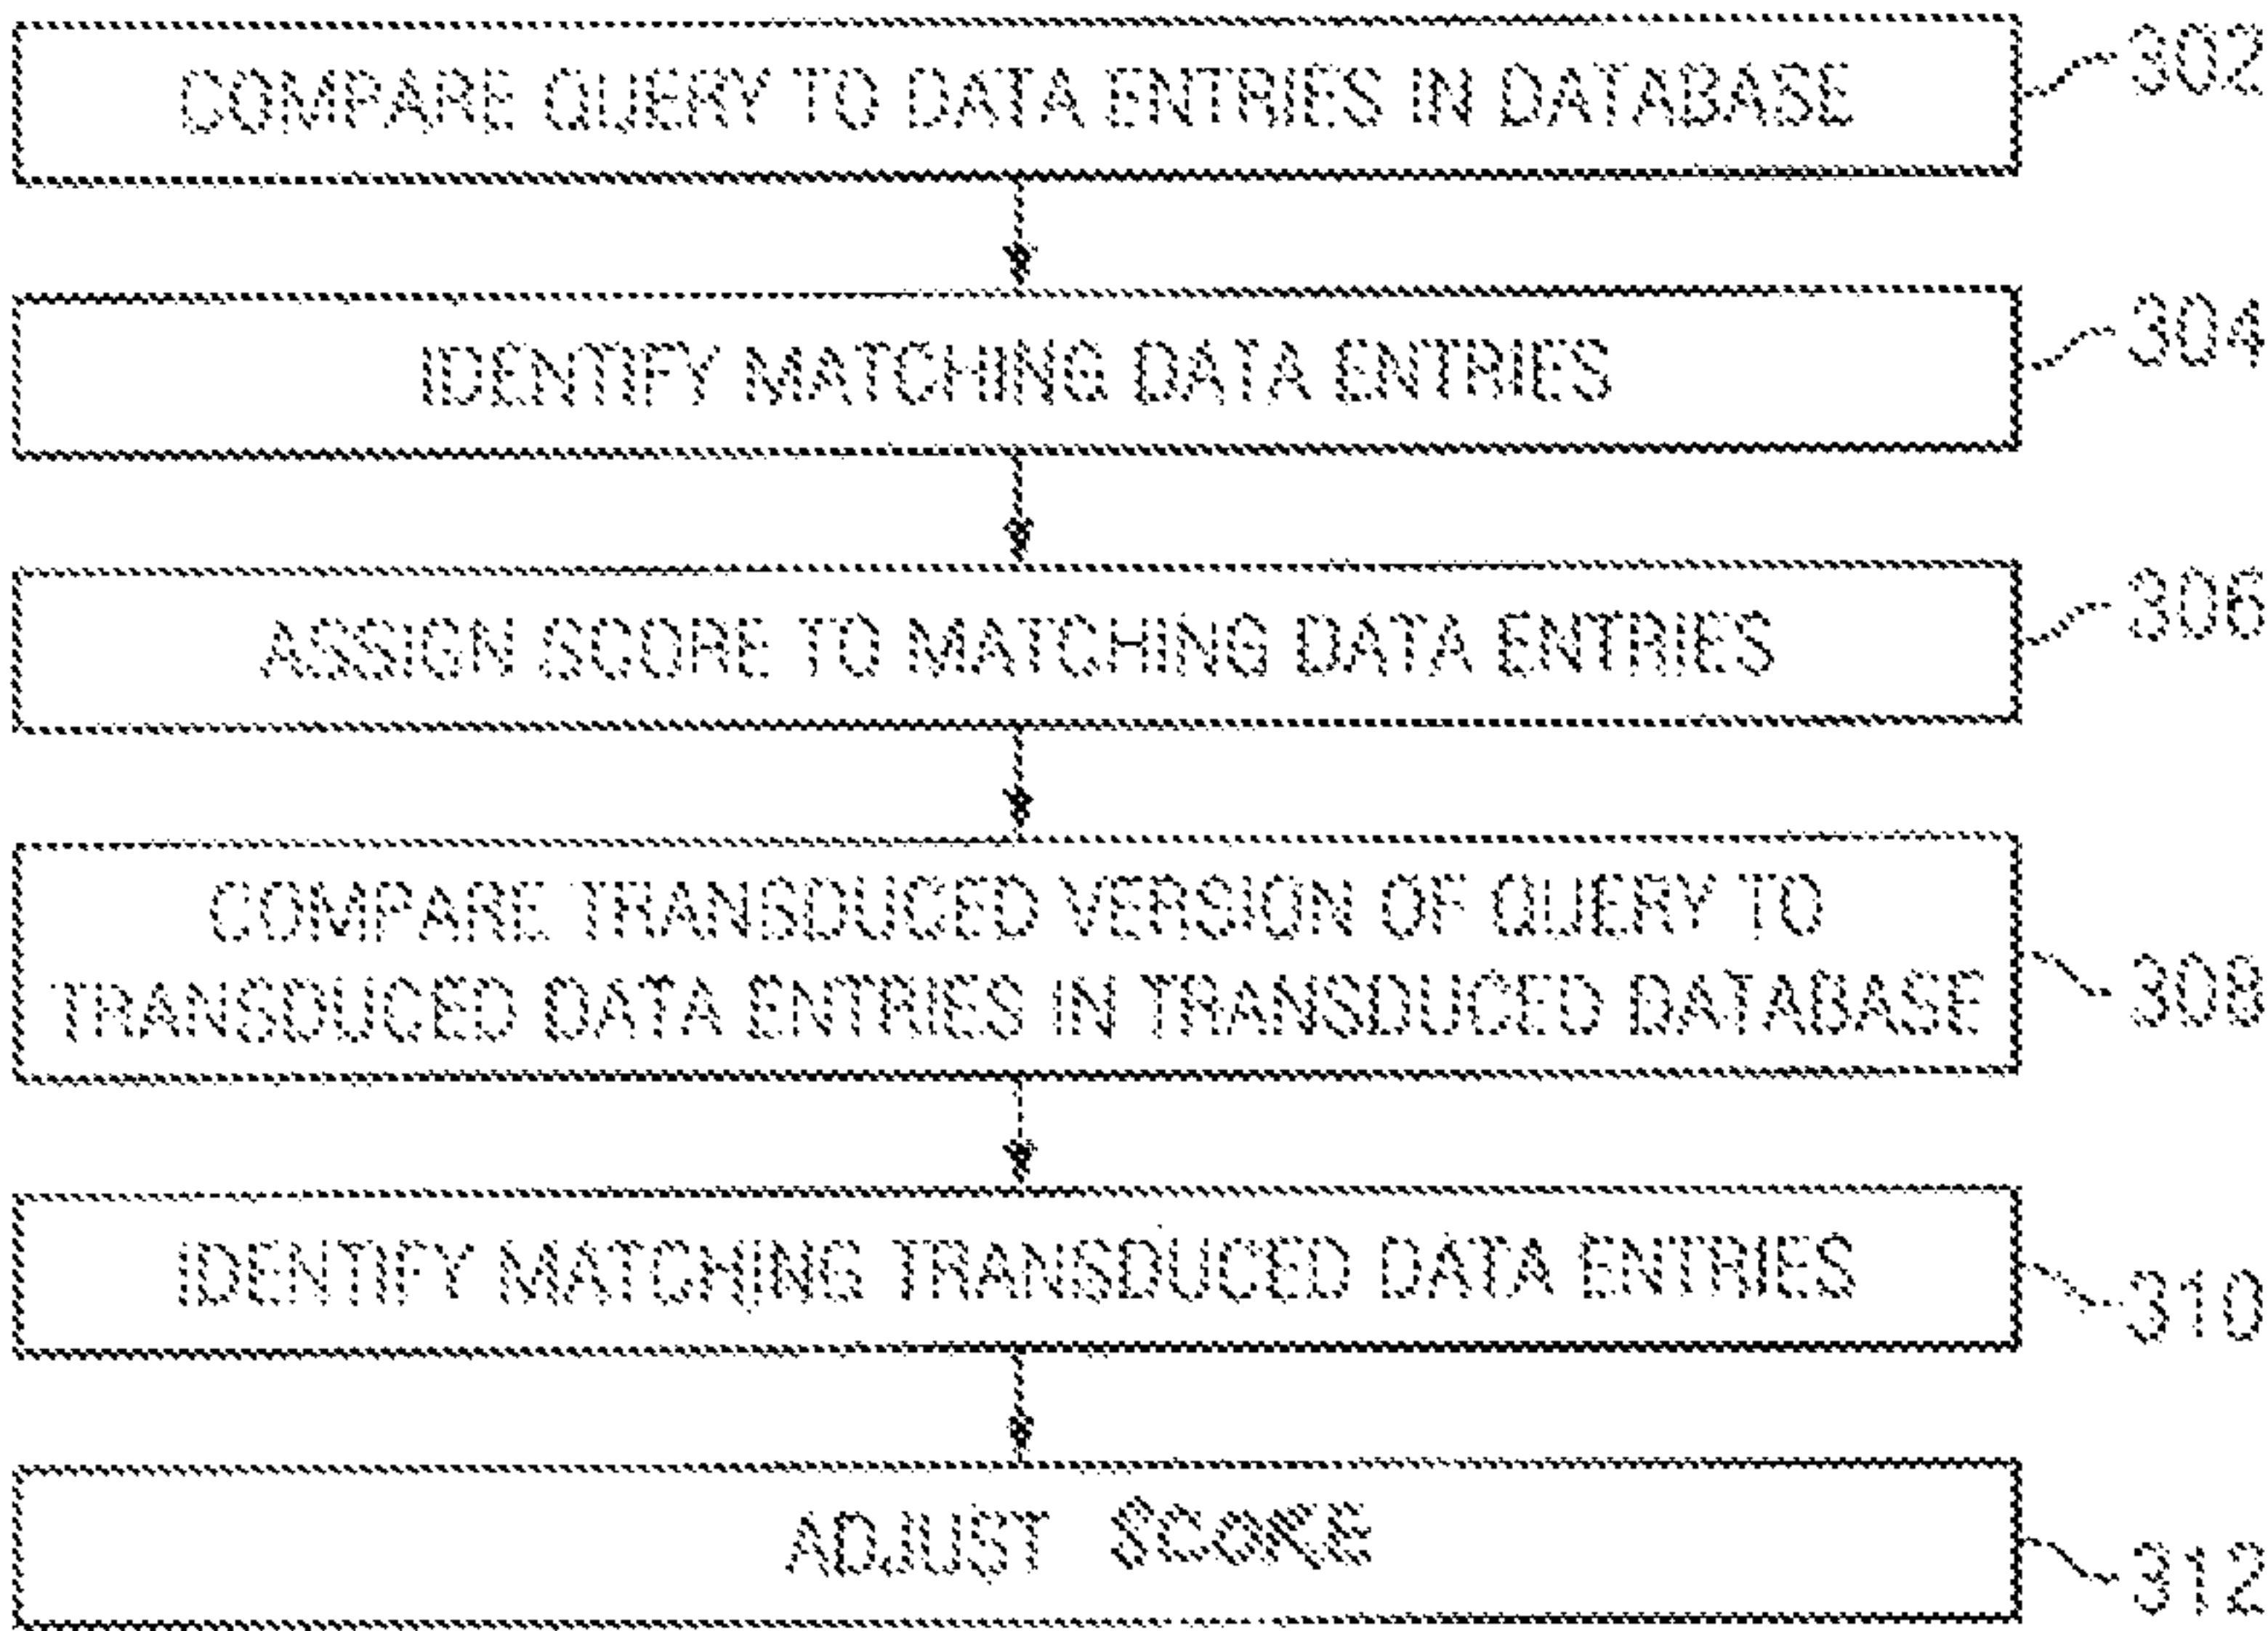 COMPARE QUERY TO DATA ENTRIES IN DATABASE
302
IDENTIFY MATCHING DATA ENTRIES
304
ASSIGN SCORE TO MATCHING DATA ENTRIES
306
COMPARE TRANSDUCED VERSION OF QUERY TO
TRANSDUCED DATA ENTRIES IN TRANSDUCED DATABASE
308
IDENTIFY MATCHING TRANSDUCED DATA ENTRIES
310
ADJUST SCORE
312